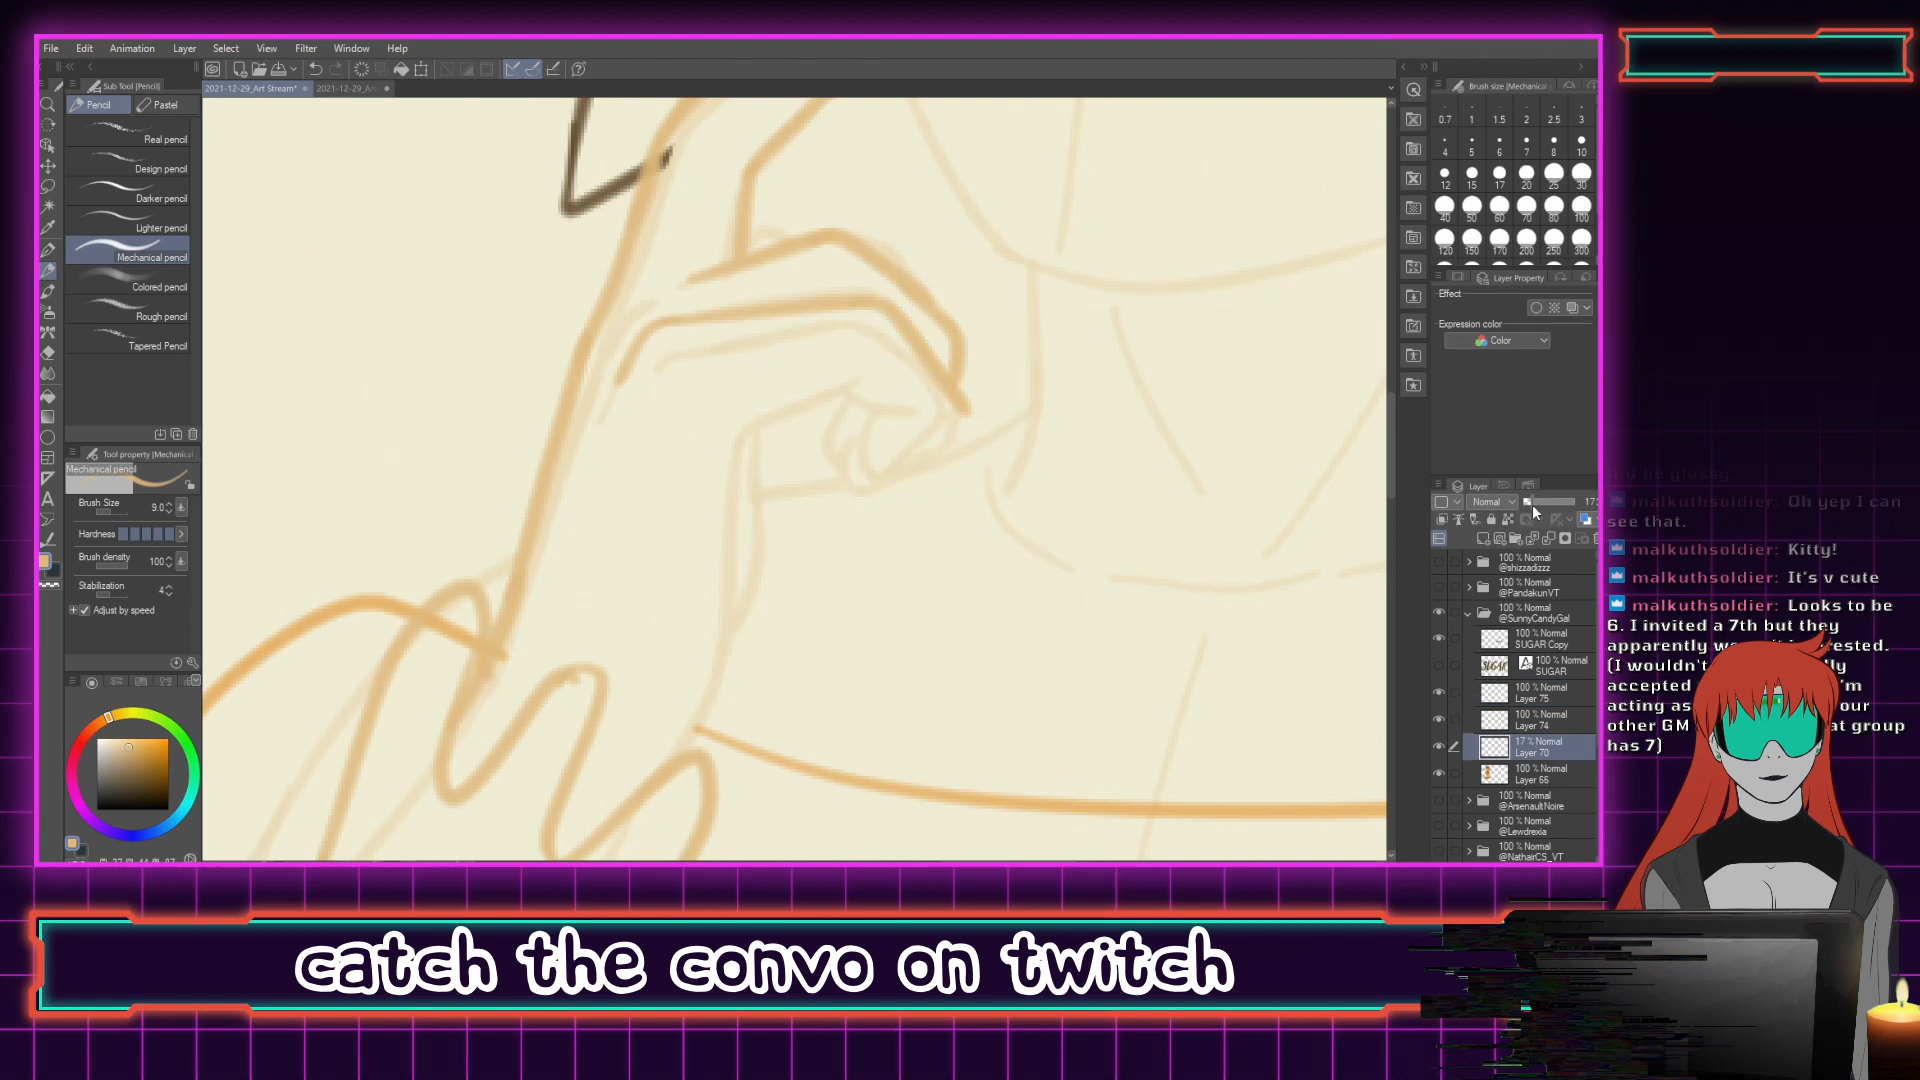 File Edit Animation Layer Select View Filter Window Help
Sub Tool [Pencil]
2021-12-29_Art Stream*
2021-12-29_Ar
Brush size [Mechanical
Pencil
Pastel
Real pencil
Design pencil
Darker pencil
Lighter pencil
Mechanical pencil
Colored pencil
Rough pencil
Tapered Pencil
0.7 1 1.5 2 2.5 3
4 5 6 7 8 10
12 15 17 20 25 30
40 50 60 70 80 100
120 150 170 200 250 300
Layer Property
Effect
Expression color
Color
Tool property [Mechanical
Mechanical pencil
Brush Size 9.0
Hardness
Brush density 100
Stabilization 4
Adjust by speed
Layer
Normal 17
100 % Normal
@shizzadizzz
100 % Normal
@PandakunVT
100 % Normal
@SunnyCandyGal
100 % Normal
SUGAR Copy
100 % Normal
SUGAR
100 % Normal
Layer 75
100 % Normal
Layer 74
17 % Normal
Layer 70
100 % Normal
Layer 66
100 % Normal
@ArsenaultNoire
100 % Normal
@Lewdrexia
100 % Normal
@NathairCS_VT
it'd be glossy.
malkuthsoldier: Oh yep I can
see that.
malkuthsoldier: Kitty!
malkuthsoldier: It's v cute
malkuthsoldier: Looks to be
6. I invited a 7th but they
apparently
(I wouldn't
accepted
acting as our
other GM at group
has 7)
catch the convo on twitch